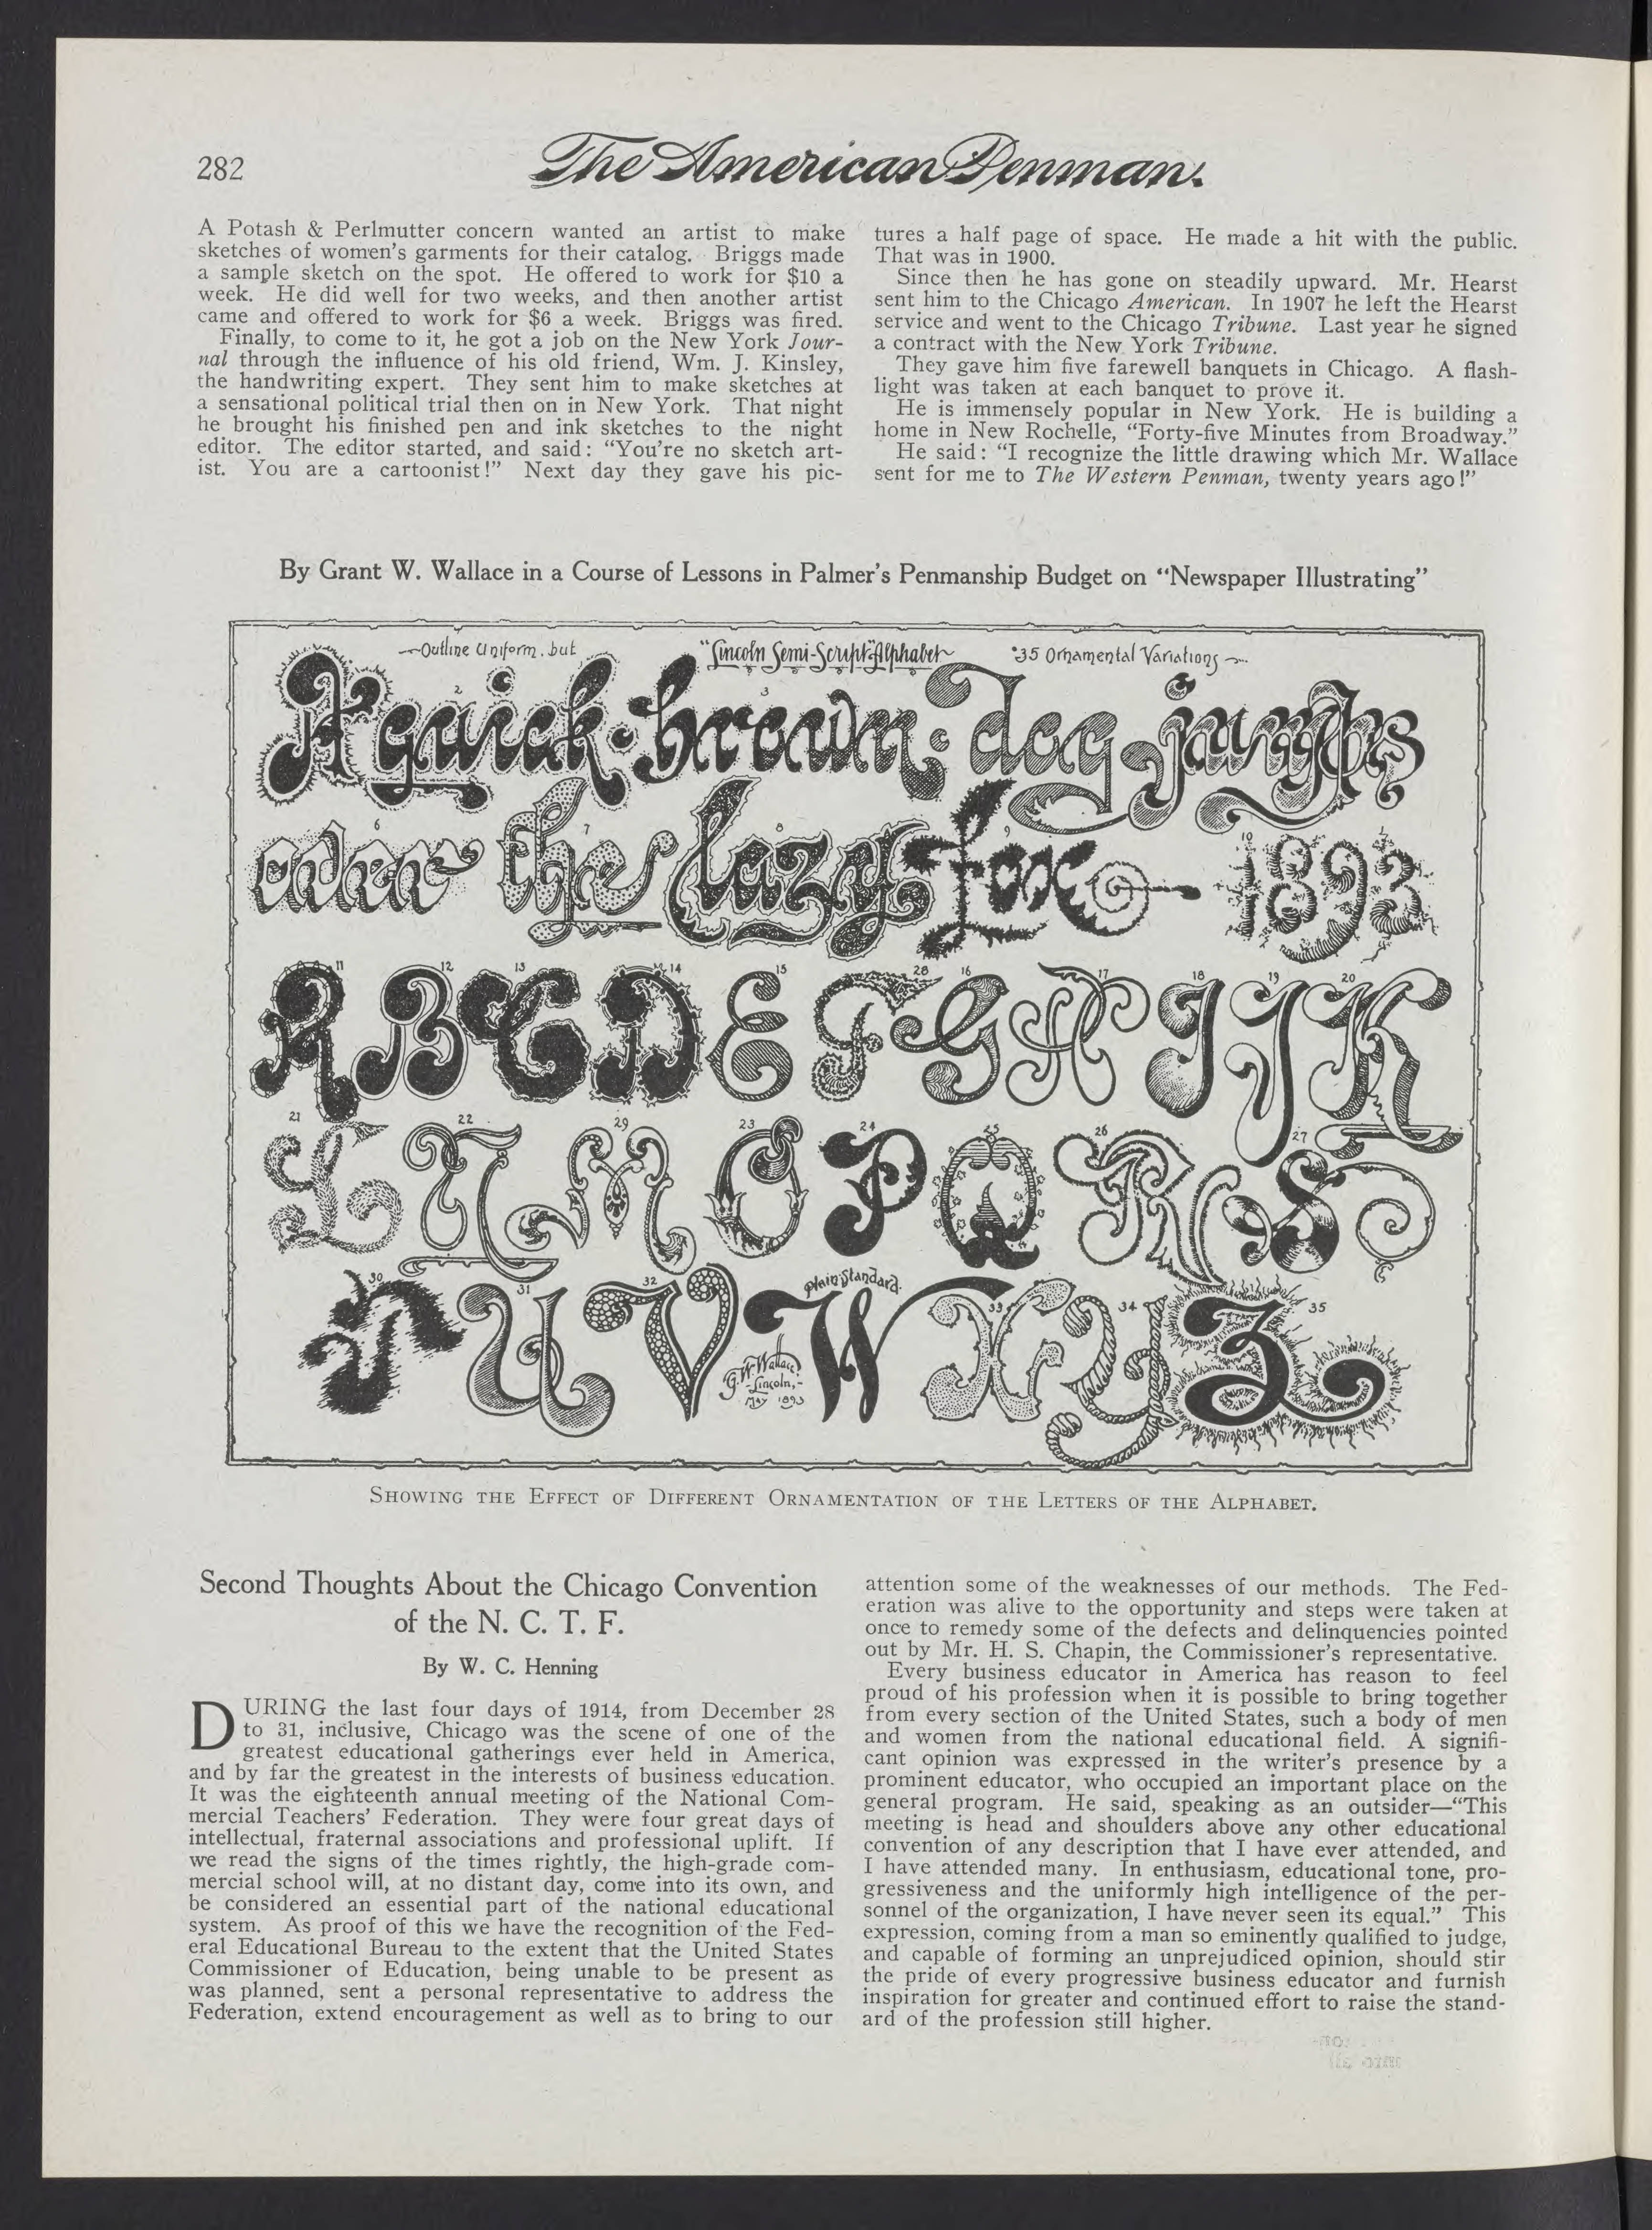 282
The American Penman.
A Potash & Perlmutter concern wanted an artist to make
sketches of women's garments for their catalog. Briggs made
a sample sketch on the spot. He offered to work for $10 a
week. He did well for two weeks, and then another artist
came and offered to work for $6 a week. Briggs was fired.
Finally, to come to it, he got a job on the New York Jour-
nal through the influence of his old friend, Wm. J. Kinsley,
the handwriting expert. They sent him to make sketches at
a sensational political trial then on in New York. That night
he brought his finished pen and ink sketches to the night
editor. The editor started, and said: "You're no sketch art-
ist. You are a cartoonist!" Next day they gave his pic-
tures a half page of space. He made a hit with the public.
That was in 1900.
Since then he has gone on steadily upward. Mr. Hearst
sent him to the Chicago American. In 1907 he left the Hearst
service and went to the Chicago Tribune. Last year he signed
a contract with the New York Tribune.
They gave him five farewell banquets in Chicago. A flash-
light was taken at each banquet to prove it.
He is immensely popular in New York. He is building a
home in New Rochelle, "Forty-five Minutes from Broadway."
He said: "I recognize the little drawing which Mr. Wallace
sent for me to The Western Penman, twenty years ago!"
By Grant W. Wallace in a Course of Lessons in Palmer's Penmanship Budget on "Newspaper Illustrating"
Outline Uniform, but "Lincoln Semi-Script" Alphabet 35 Ornamental Variations
2 3
A quick brown dog jumps
6 7 8 9 10
over the lazy fox 1893
11 12 13 14 15 28 16 17 18 19 20
A B C D E F G H I J K
21 22 29 23 24 25 26 27
L N M O P Q R S
30 31 32 Plain Standard. 33 34 35
T U V W X Y Z
G. W. Wallace
Lincoln,
May 1893
SHOWING THE EFFECT OF DIFFERENT ORNAMENTATION OF THE LETTERS OF THE ALPHABET.
Second Thoughts About the Chicago Convention
of the N. C. T. F.
By W. C. Henning
DURING the last four days of 1914, from December 28
to 31, inclusive, Chicago was the scene of one of the
greatest educational gatherings ever held in America,
and by far the greatest in the interests of business education.
It was the eighteenth annual meeting of the National Com-
mercial Teachers' Federation. They were four great days of
intellectual, fraternal associations and professional uplift. If
we read the signs of the times rightly, the high-grade com-
mercial school will, at no distant day, come into its own, and
be considered an essential part of the national educational
system. As proof of this we have the recognition of the Fed-
eral Educational Bureau to the extent that the United States
Commissioner of Education, being unable to be present as
was planned, sent a personal representative to address the
Federation, extend encouragement as well as to bring to our
attention some of the weaknesses of our methods. The Fed-
eration was alive to the opportunity and steps were taken at
once to remedy some of the defects and delinquencies pointed
out by Mr. H. S. Chapin, the Commissioner's representative.
Every business educator in America has reason to feel
proud of his profession when it is possible to bring together
from every section of the United States, such a body of men
and women from the national educational field. A signifi-
cant opinion was expressed in the writer's presence by a
prominent educator, who occupied an important place on the
general program. He said, speaking as an outsider—"This
meeting is head and shoulders above any other educational
convention of any description that I have ever attended, and
I have attended many. In enthusiasm, educational tone, pro-
gressiveness and the uniformly high intelligence of the per-
sonnel of the organization, I have never seen its equal." This
expression, coming from a man so eminently qualified to judge,
and capable of forming an unprejudiced opinion, should stir
the pride of every progressive business educator and furnish
inspiration for greater and continued effort to raise the stand-
ard of the profession still higher.